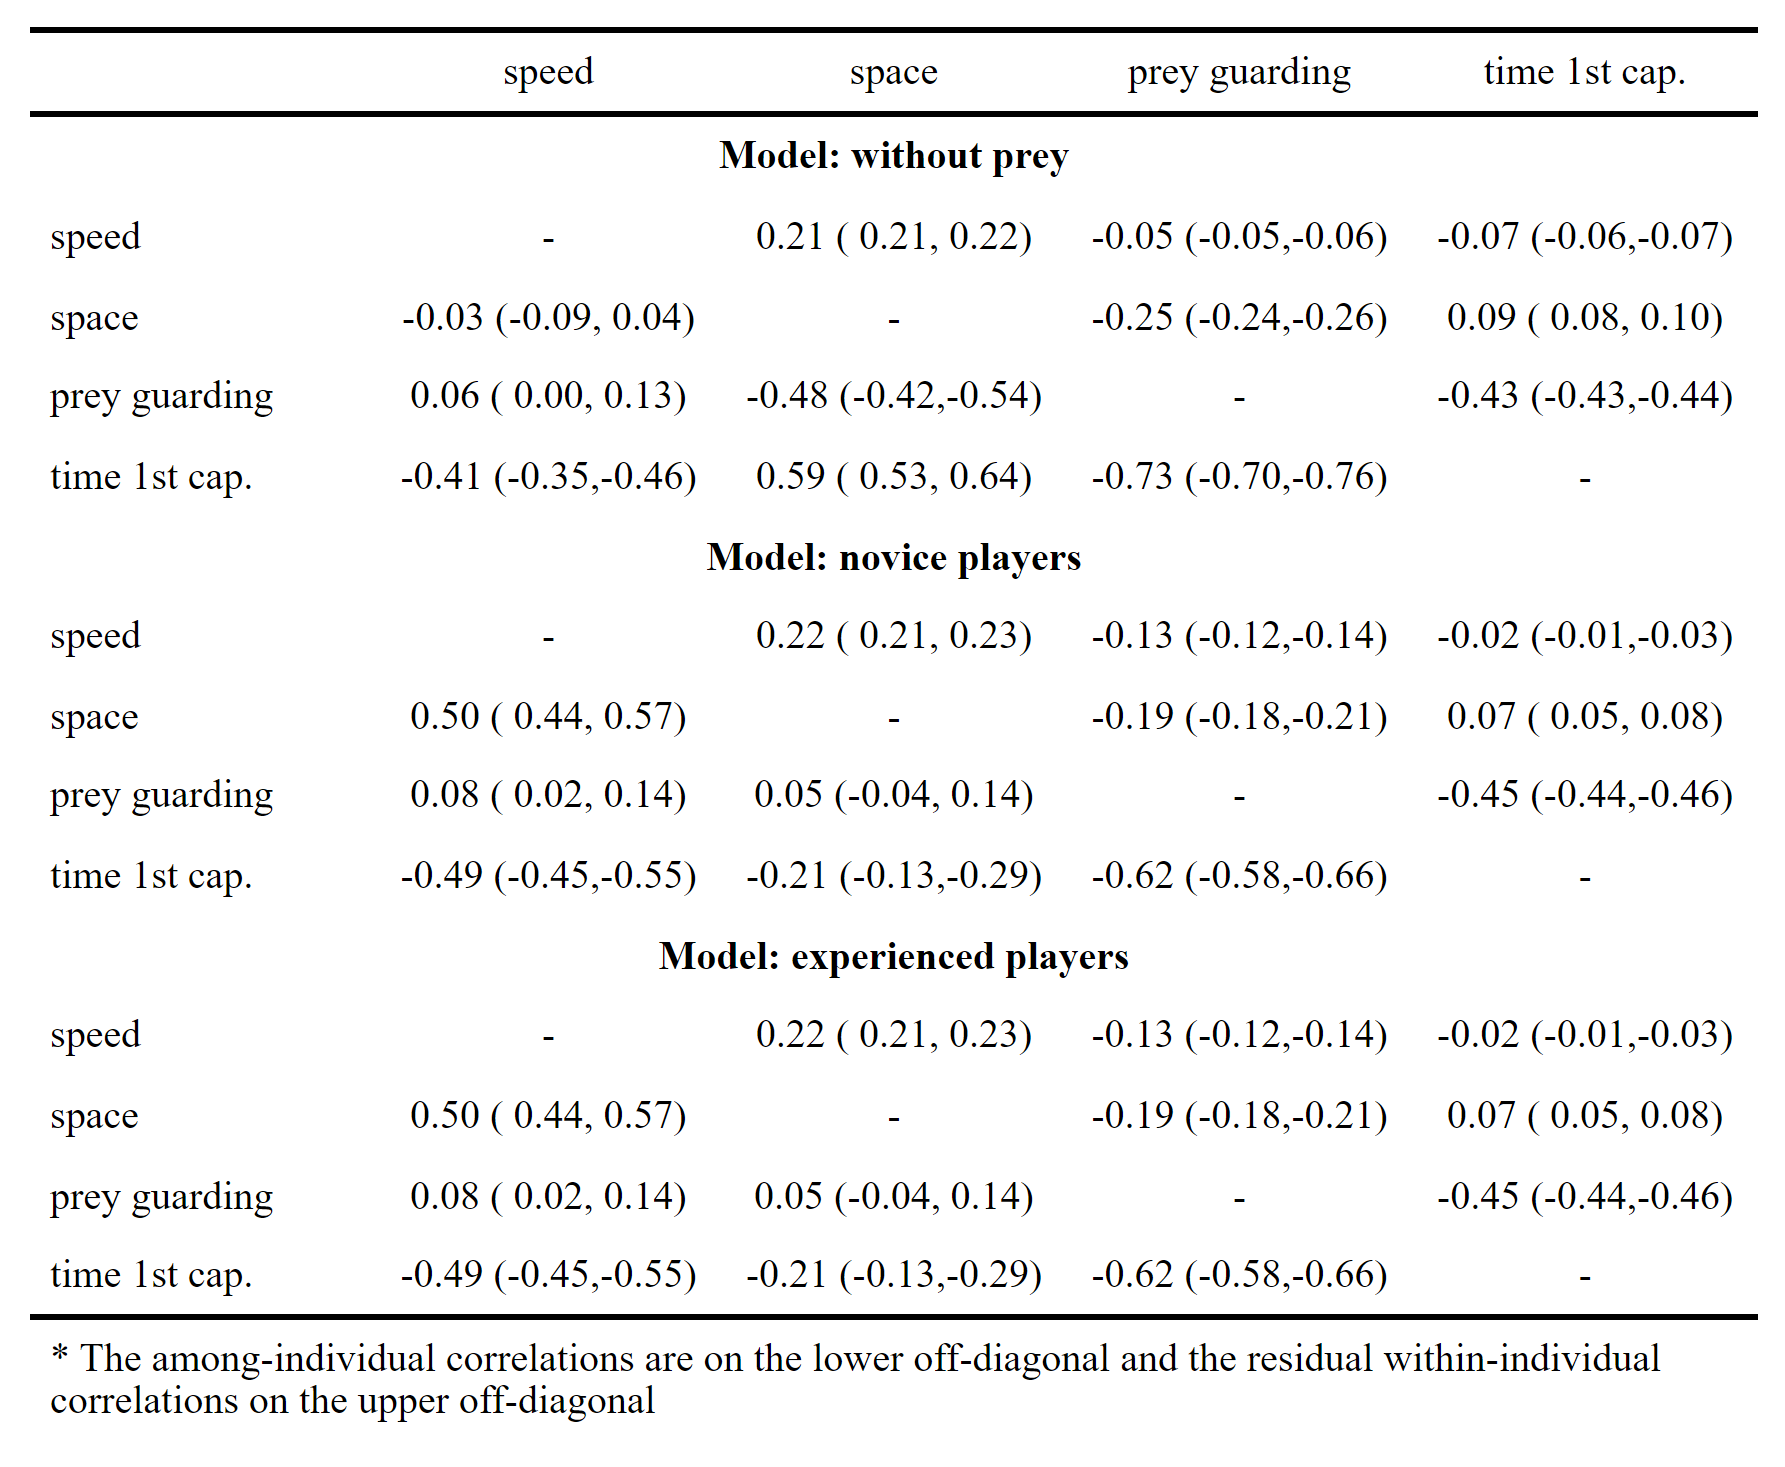 speed space prey guarding time 1st cap.
Model: without prey
speed - 0.21 ( 0.21, 0.22) -0.05 (-0.05,-0.06) -0.07 (-0.06,-0.07)
space -0.03 (-0.09, 0.04) - -0.25 (-0.24,-0.26) 0.09 ( 0.08, 0.10)
prey guarding 0.06 ( 0.00, 0.13) -0.48 (-0.42,-0.54) - -0.43 (-0.43,-0.44)
time 1st cap. -0.41 (-0.35,-0.46) 0.59 ( 0.53, 0.64) -0.73 (-0.70,-0.76) -
Model: novice players
speed - 0.22 ( 0.21, 0.23) -0.13 (-0.12,-0.14) -0.02 (-0.01,-0.03)
space 0.50 ( 0.44, 0.57) - -0.19 (-0.18,-0.21) 0.07 ( 0.05, 0.08)
prey guarding 0.08 ( 0.02, 0.14) 0.05 (-0.04, 0.14) - -0.45 (-0.44,-0.46)
time 1st cap. -0.49 (-0.45,-0.55) -0.21 (-0.13,-0.29) -0.62 (-0.58,-0.66) -
Model: experienced players
speed - 0.22 ( 0.21, 0.23) -0.13 (-0.12,-0.14) -0.02 (-0.01,-0.03)
space 0.50 ( 0.44, 0.57) - -0.19 (-0.18,-0.21) 0.07 ( 0.05, 0.08)
prey guarding 0.08 ( 0.02, 0.14) 0.05 (-0.04, 0.14) - -0.45 (-0.44,-0.46)
time 1st cap. -0.49 (-0.45,-0.55) -0.21 (-0.13,-0.29) -0.62 (-0.58,-0.66) -
* The among-individual correlations are on the lower off-diagonal and the residual within-individual
correlations on the upper off-diagonal